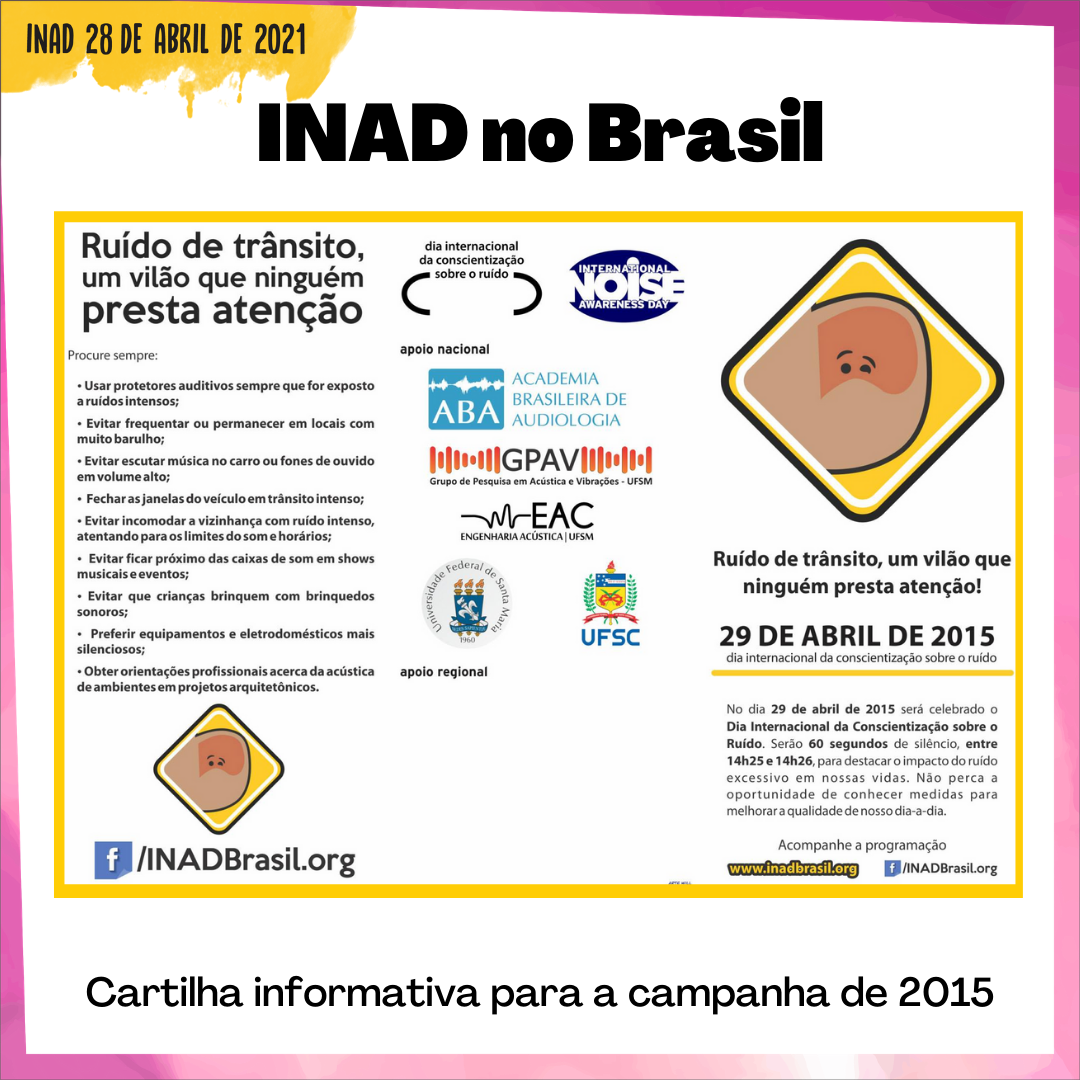 INAD 28 DE ABRIL DE 2021
INAD no Brasil
Ruído de trânsito,
um vilão que ninguém
presta atenção
Procure sempre:
• Usar protetores auditivos sempre que for exposto
a ruídos intensos;
• Evitar frequentar ou permanecer em locais com
muito barulho;
• Evitar escutar música no carro ou fones de ouvido
em volume alto;
• Fechar as janelas do veículo em trânsito intenso;
• Evitar incomodar a vizinhança com ruído intenso,
atentando para os limites do som e horários;
• Evitar ficar próximo das caixas de som em shows
musicais e eventos;
• Evitar que crianças brinquem com brinquedos
sonoros;
• Preferir equipamentos e eletrodomésticos mais
silenciosos;
• Obter orientações profissionais acerca da acústica
de ambientes em projetos arquitetônicos.
f /INADBrasil.org
dia internacional
da conscientização
sobre o ruído
INTERNATIONAL
NOISE
AWARENESS DAY
apoio nacional
ABA
ACADEMIA
BRASILEIRA DE
AUDIOLOGIA
GPAV
Grupo de Pesquisa em Acústica e Vibrações - UFSM
EAC
ENGENHARIA ACÚSTICA | UFSM
Universidade Federal de Santa Maria
1960
UFSC
apoio regional
Ruído de trânsito, um vilão que
ninguém presta atenção!
29 DE ABRIL DE 2015
dia internacional da conscientização sobre o ruído
No dia 29 de abril de 2015 será celebrado o
Dia Internacional da Conscientização sobre o
Ruído. Serão 60 segundos de silêncio, entre
14h25 e 14h26, para destacar o impacto do ruído
excessivo em nossas vidas. Não perca a
oportunidade de conhecer medidas para
melhorar a qualidade de nosso dia-a-dia.
Acompanhe a programação
www.inadbrasil.org f /INADBrasil.org
Cartilha informativa para a campanha de 2015